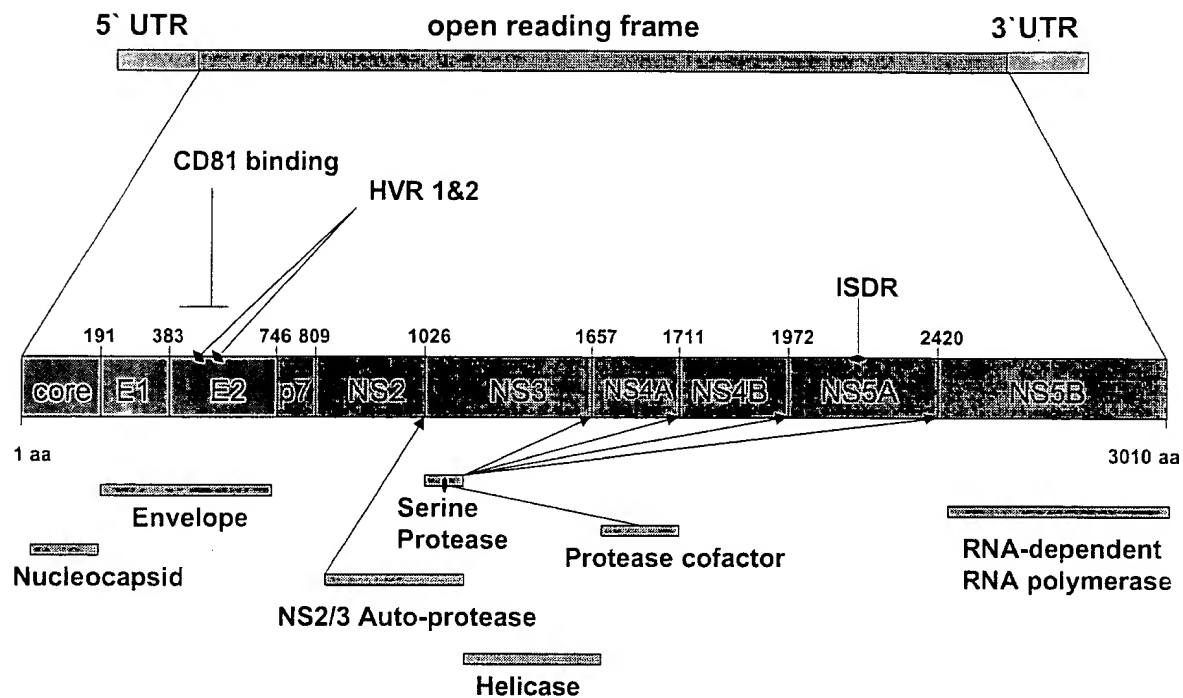 5` UTR
open reading frame
3`UTR
CD81 binding
HVR 1&2
ISDR
191
383
746
809
1026
1657
1711
1972
2420
core
E1
E2
p7
NS2
NS3
NS4A
NS4B
NS5A
NS5B
1 aa
3010 aa
Envelope
Nucleocapsid
Serine
Protease
Protease cofactor
NS2/3 Auto-protease
Helicase
RNA-dependent
RNA polymerase